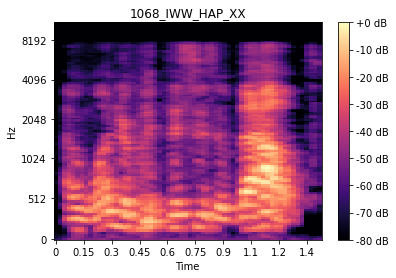 1068_IWW_HAP_XX
+0 dB
8192
-10 dB
4096
-20 dB
-30 dB
2048
Hz
-40 dB
1024
-50 dB
512
-60 dB
-70 dB
0
-80 dB
0 0.15 0.3 0.45 0.6 0.75 0.9 1.1 1.2 1.4
Time